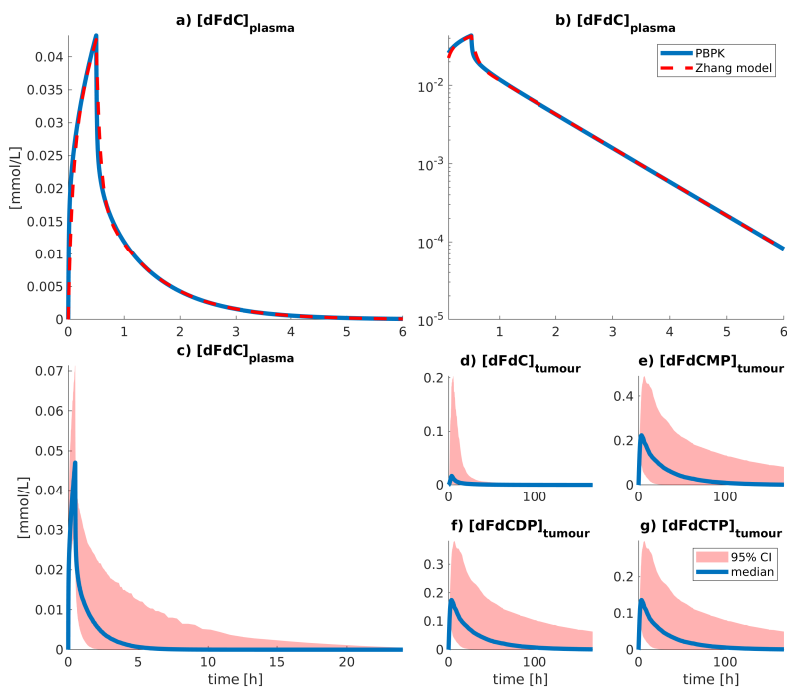 a) [dFdC]plasma
b) [dFdC]plasma
0.04
0.035
0.03
0.025
0.02
0.015
0.01
0.005
0
[mmol/L]
0 1 2 3 4 5 6
10-2
10-3
10-4
10-5
1 2 3 4 5 6
PBPK
Zhang model
c) [dFdC]plasma
0.07
0.06
0.05
0.04
0.03
0.02
0.01
0
[mmol/L]
0 5 10 15 20
time [h]
d) [dFdC]tumour
0.2
0.1
0
0 100
e) [dFdCMP]tumour
0.4
0.2
0
0 100
f) [dFdCDP]tumour
0.3
0.2
0.1
0
0 100
time [h]
g) [dFdCTP]tumour
0.2
0.1
0
0 100
time [h]
95% CI
median